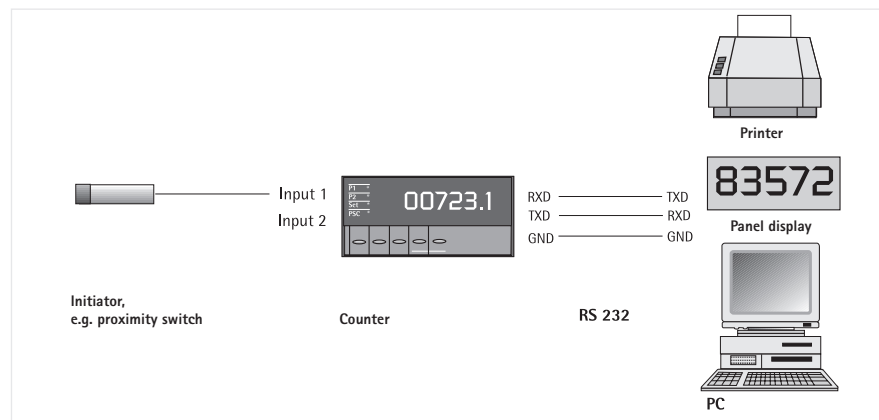 Printer
Input 1
Input 2
P1
P2
Set
PSC
00723.1
RXD
TXD
GND
TXD
RXD
GND
83572
Panel display
Initiator,
e.g. proximity switch
Counter
RS 232
PC